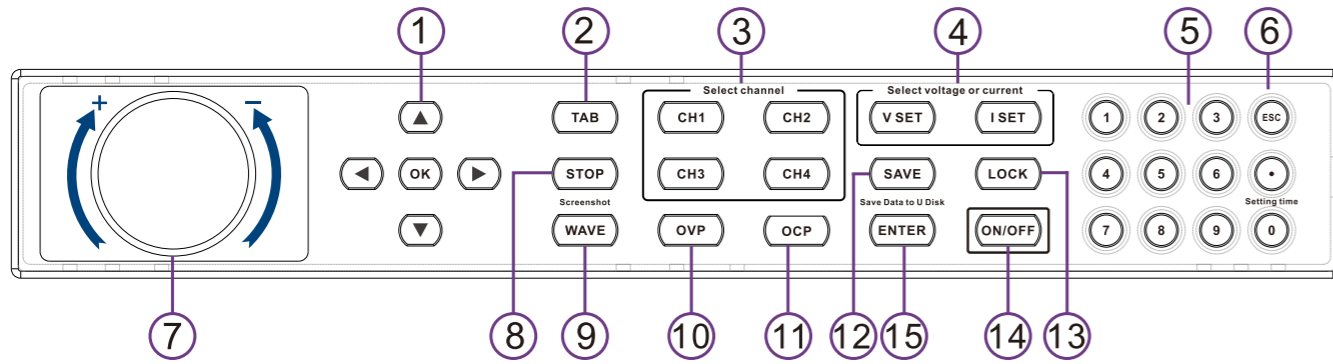 1 2 3 4 5 6
Select channel Select voltage or current
+ − ▲ TAB CH1 CH2 V SET I SET 1 2 3 ESC
◀ OK ▶ STOP CH3 CH4 SAVE LOCK 4 5 6 •
Screenshot Save Data to U Disk Setting time
▼ WAVE OVP OCP ENTER ON/OFF 7 8 9 0
7 8 9 10 11 12 15 14 13